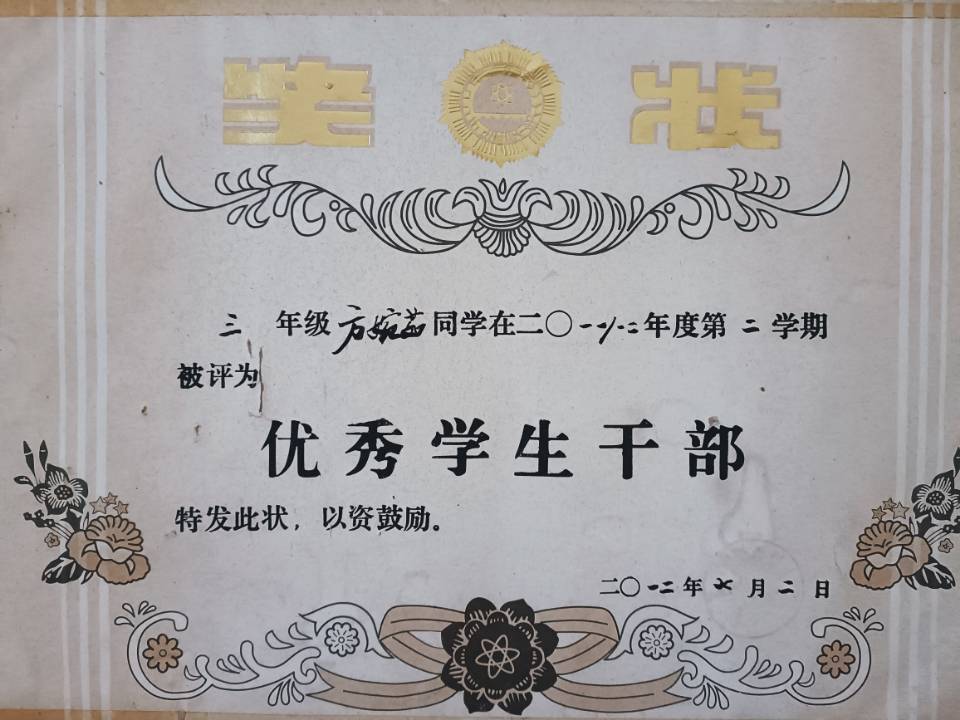 奖状
三 年级 方婉茹 同学在二〇一一/一二年度第 二 学期
被评为
优秀学生干部
特发此状，以资鼓励。
二〇一二年 七 月 二 日